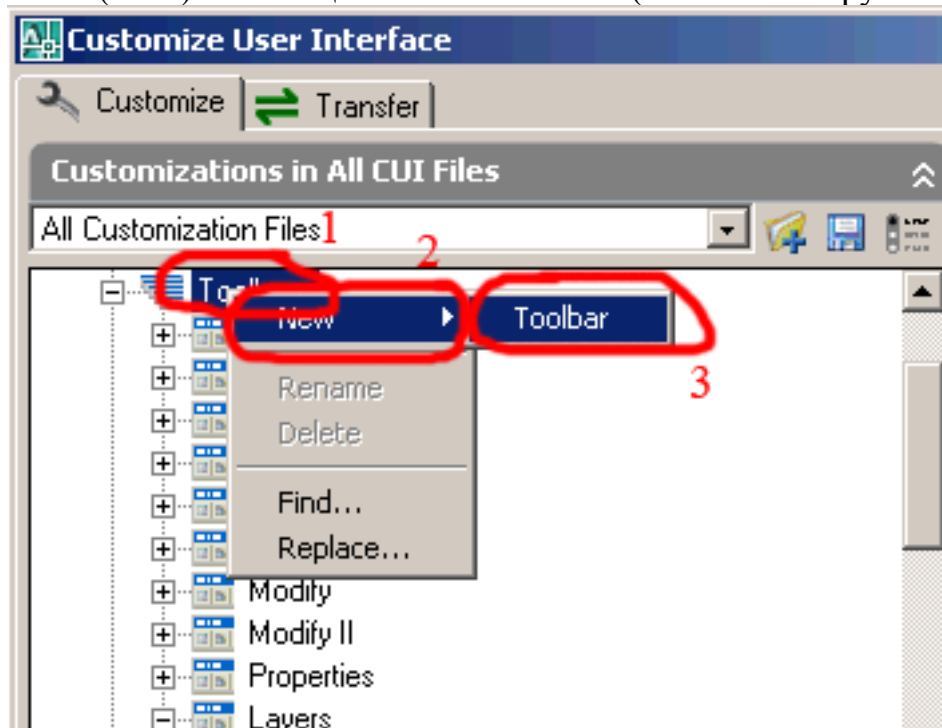 Customize User Interface
Customize Transfer
Customizations in All CUI Files
All Customization Files
1
2
New Toolbar
3
Rename
Delete
Find...
Replace...
Modify
Modify II
Properties
Layers